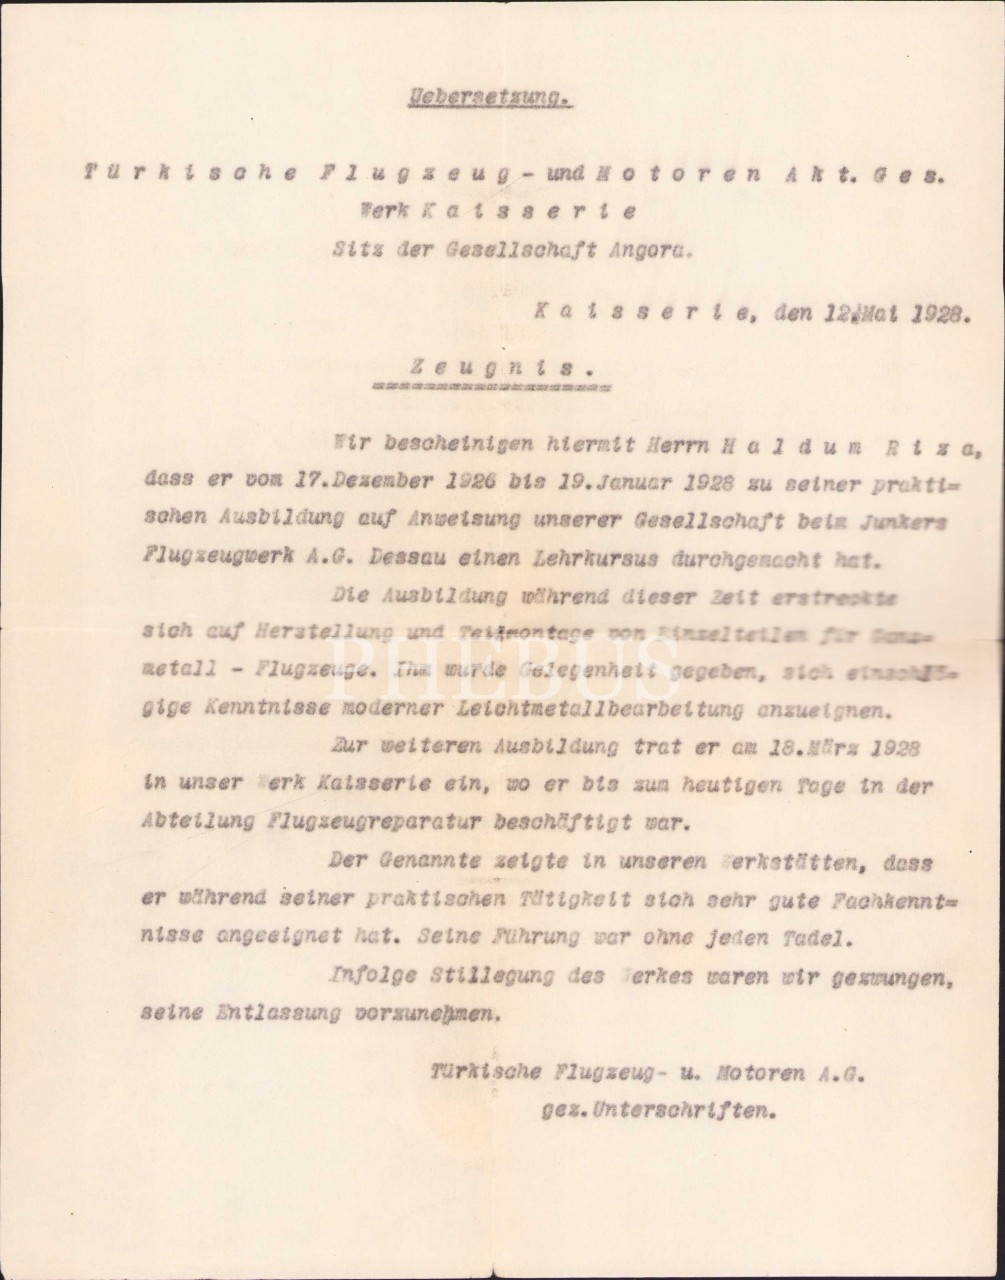 Uebersetzung.
Türkische Flugzeug- und Motoren Akt. Ges.
Werk Kaisserie
Sitz der Gesellschaft Angora.
Kaisserie, den 12.Mai 1928.
Zeugnis.
Wir bescheinigen hiermit Herrn Haldum Riza,
dass er vom 17.Dezember 1926 bis 19.Januar 1928 zu seiner prakti=
schen Ausbildung auf Anweisung unserer Gesellschaft beim Junkers
Flugzeugwerk A.G. Dessau einen Lehrkursus durchgemacht hat.
Die Ausbildung während dieser Zeit erstreckte
sich auf Herstellung und Teilmontage von Einzelteilen für Ganz=
metall - Flugzeuge. Ihm wurde Gelegenheit gegeben, sich einschlä=
gige Kenntnisse moderner Leichtmetallbearbeitung anzueignen.
Zur weiteren Ausbildung trat er am 18.März 1928
in unser Werk Kaisserie ein, wo er bis zum heutigen Tage in der
Abteilung Flugzeugreparatur beschäftigt war.
Der Genannte zeigte in unseren Werkstätten, dass
er während seiner praktischen Tätigkeit sich sehr gute Fachkennt=
nisse angeeignet hat. Seine Führung war ohne jeden Tadel.
Infolge Stillegung des Werkes waren wir gezwungen,
seine Entlassung vorzunehmen.
Türkische Flugzeug- u. Motoren A.G.
gez.Unterschriften.
PHEBUS